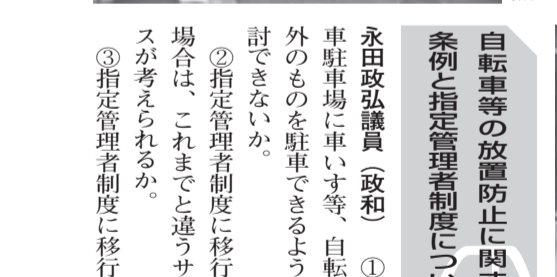 自転車等の放置防止に関
条例と指定管理者制度につ
永田政弘議員（政和）　①
車駐車場に車いす等、自転
外のものを駐車できるよう
討できないか。
　②指定管理者制度に移行
場合は、これまでと違うサ
スが考えられるか。
　③指定管理者制度に移行